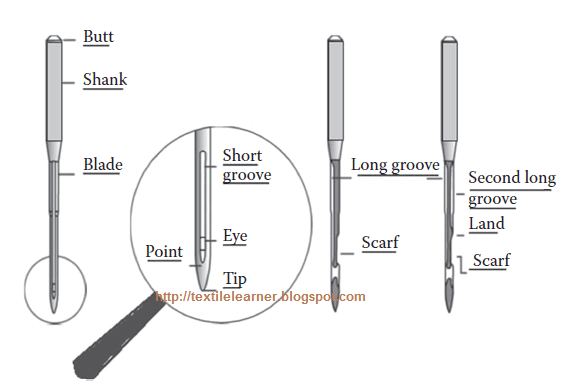 Butt
Shank
Blade
Short
groove
Eye
Point
Tip
http://textilelearner.blogspot.com
Long groove
Scarf
Second long
groove
Land
Scarf